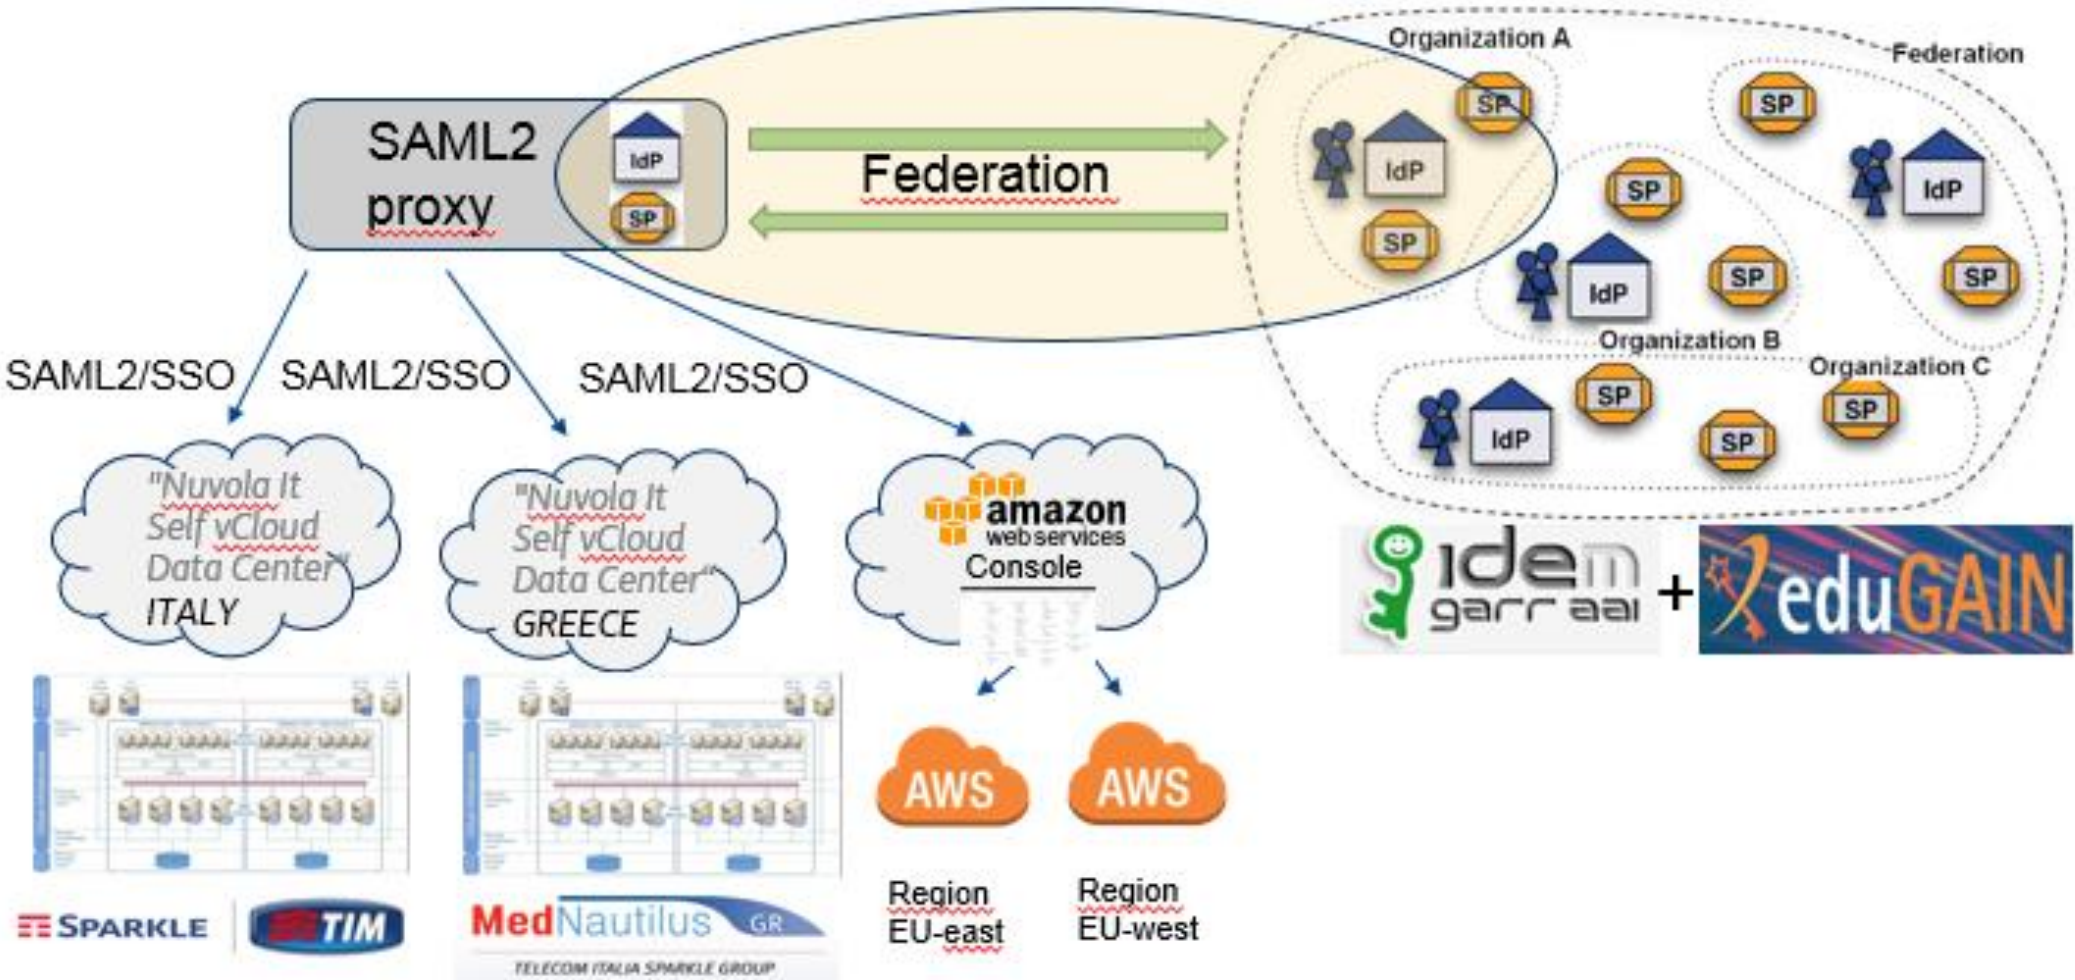 SAML2
proxy
IdP
SP
Federation
Organization A
Federation
SP
IdP
SP
SP
IdP
SP
SP
IdP
SP
Organization B
Organization C
IdP
SP
SP
SP
SAML2/SSO
SAML2/SSO
SAML2/SSO
"Nuvola It
Self vCloud
Data Center"
ITALY
"Nuvola It
Self vCloud
Data Center"
GREECE
amazon
webservices
Console
idem
garr aai
+
eduGAIN
AWS
AWS
Region
EU-east
Region
EU-west
SPARKLE
TIM
MedNautilus GR
TELECOM ITALIA SPARKLE GROUP